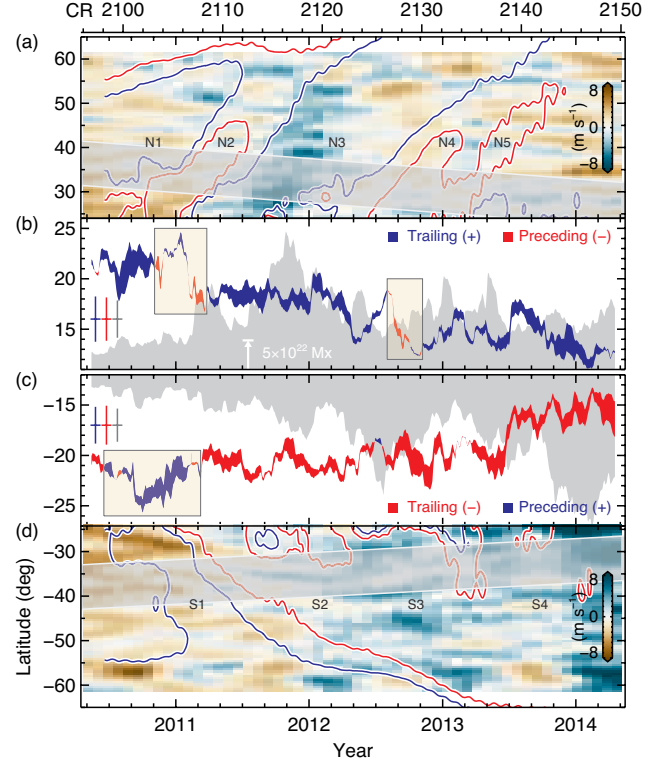 CR 2100 2110 2120 2130 2140 2150
(a)
60
50
40
30
N1 N2 N3 N4 N5
8
0
−8
(m s⁻¹)
(b)
25
20
15
Trailing (+) Preceding (−)
5×10²² Mx
(c)
−15
−20
−25
Trailing (−) Preceding (+)
(d)
−30
−40
−50
−60
Latitude (deg)
S1 S2 S3 S4
8
0
−8
(m s⁻¹)
2011 2012 2013 2014
Year